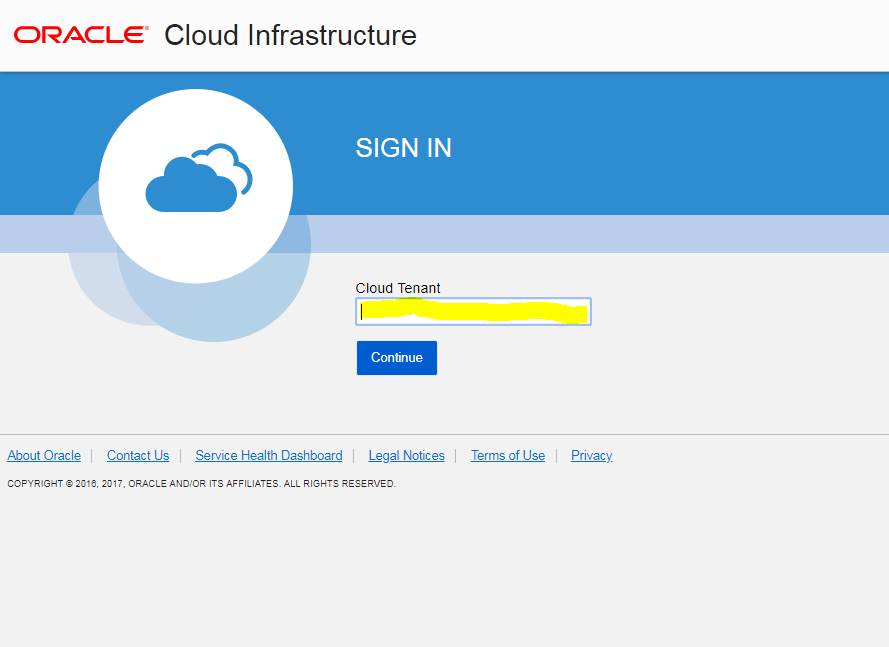 ORACLE® Cloud Infrastructure
SIGN IN
Cloud Tenant
Continue
About Oracle | Contact Us | Service Health Dashboard | Legal Notices | Terms of Use | Privacy
COPYRIGHT © 2016, 2017, ORACLE AND/OR ITS AFFILIATES. ALL RIGHTS RESERVED.